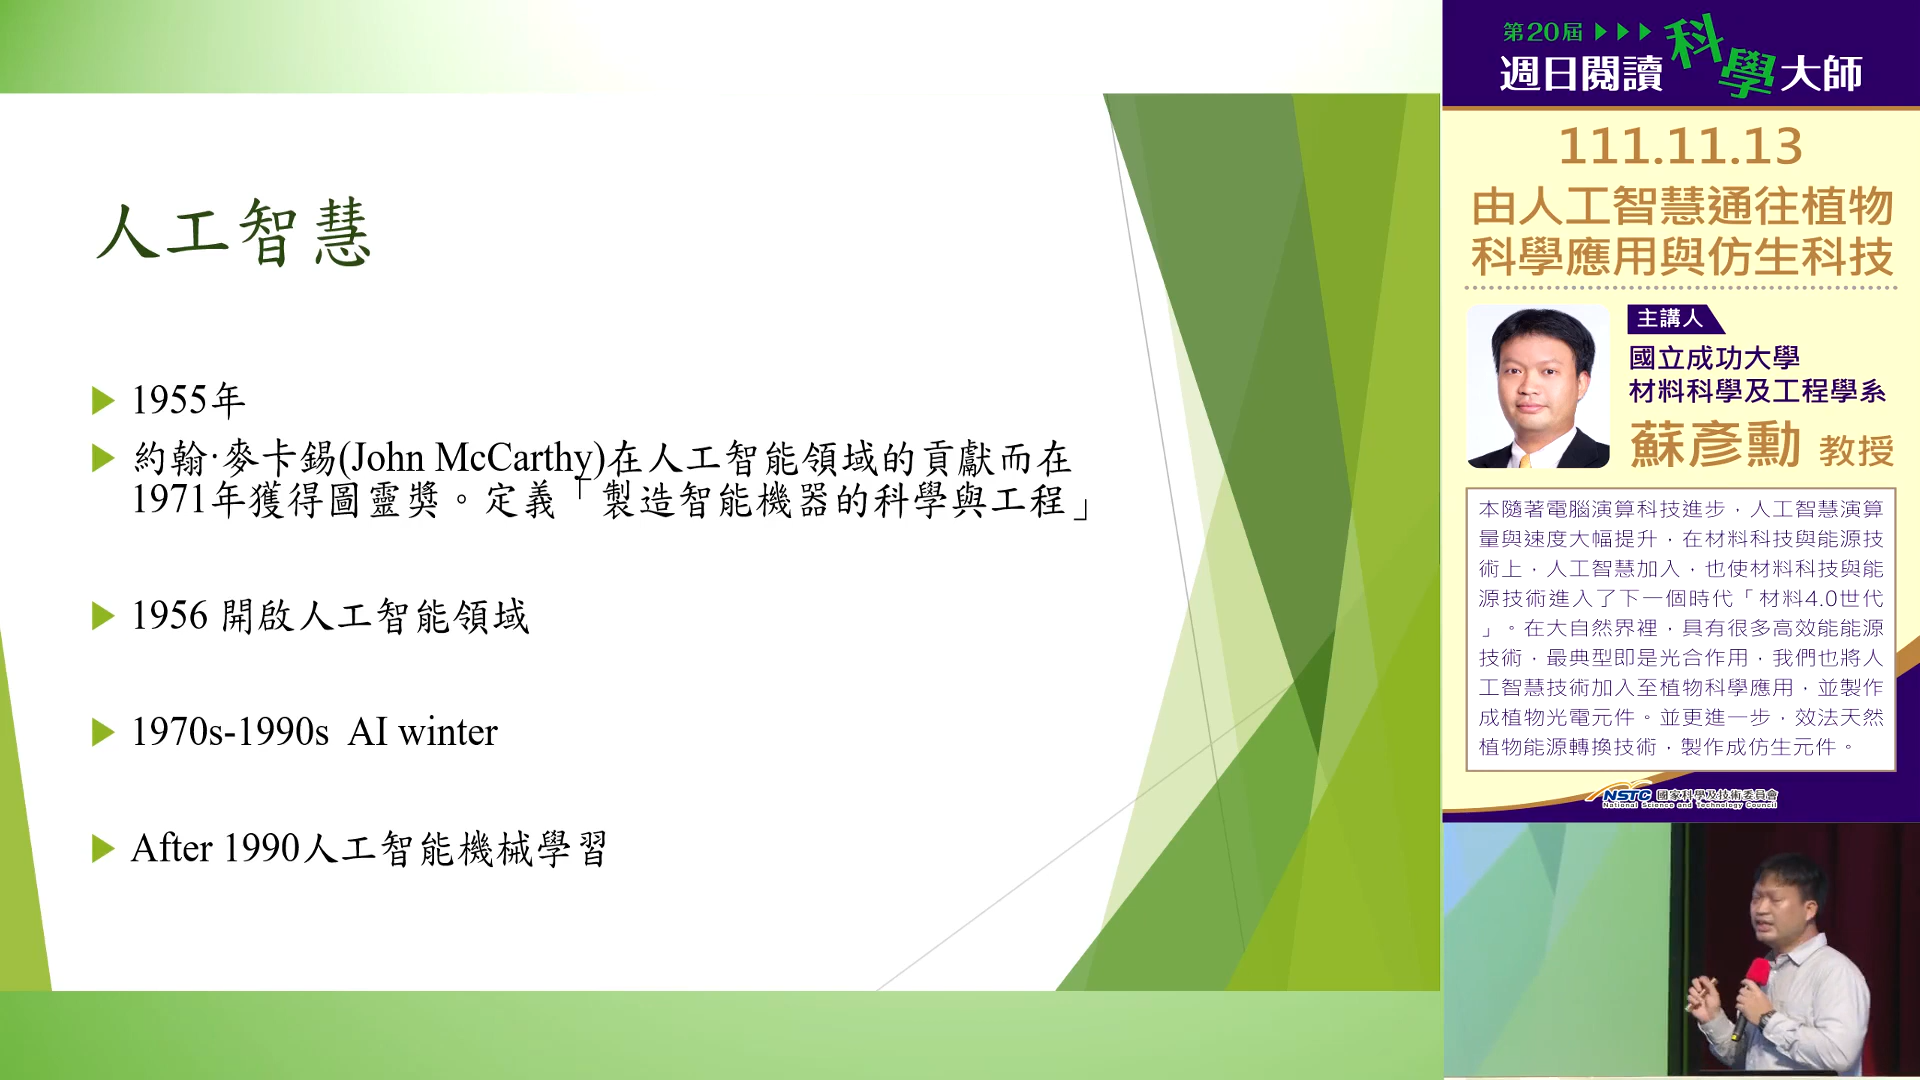 人工智慧
1955年
約翰·麥卡錫(John McCarthy)在人工智能領域的貢獻而在
1971年獲得圖靈獎。定義「製造智能機器的科學與工程」
1956 開啟人工智能領域
1970s-1990s AI winter
After 1990人工智能機械學習
第20屆
週日閱讀科學大師
111.11.13
由人工智慧通往植物
科學應用與仿生科技
主講人
國立成功大學
材料科學及工程學系
蘇彥勳 教授
本隨著電腦演算科技進步，人工智慧演算
量與速度大幅提升，在材料科技與能源技
術上，人工智慧加入，也使材料科技與能
源技術進入了下一個時代「材料4.0世代
」。在大自然界裡，具有很多高效能能源
技術，最典型即是光合作用，我們也將人
工智慧技術加入至植物科學應用，並製作
成植物光電元件。並更進一步，效法天然
植物能源轉換技術，製作成仿生元件。
NSTC 國家科學及技術委員會
National Science and Technology Council